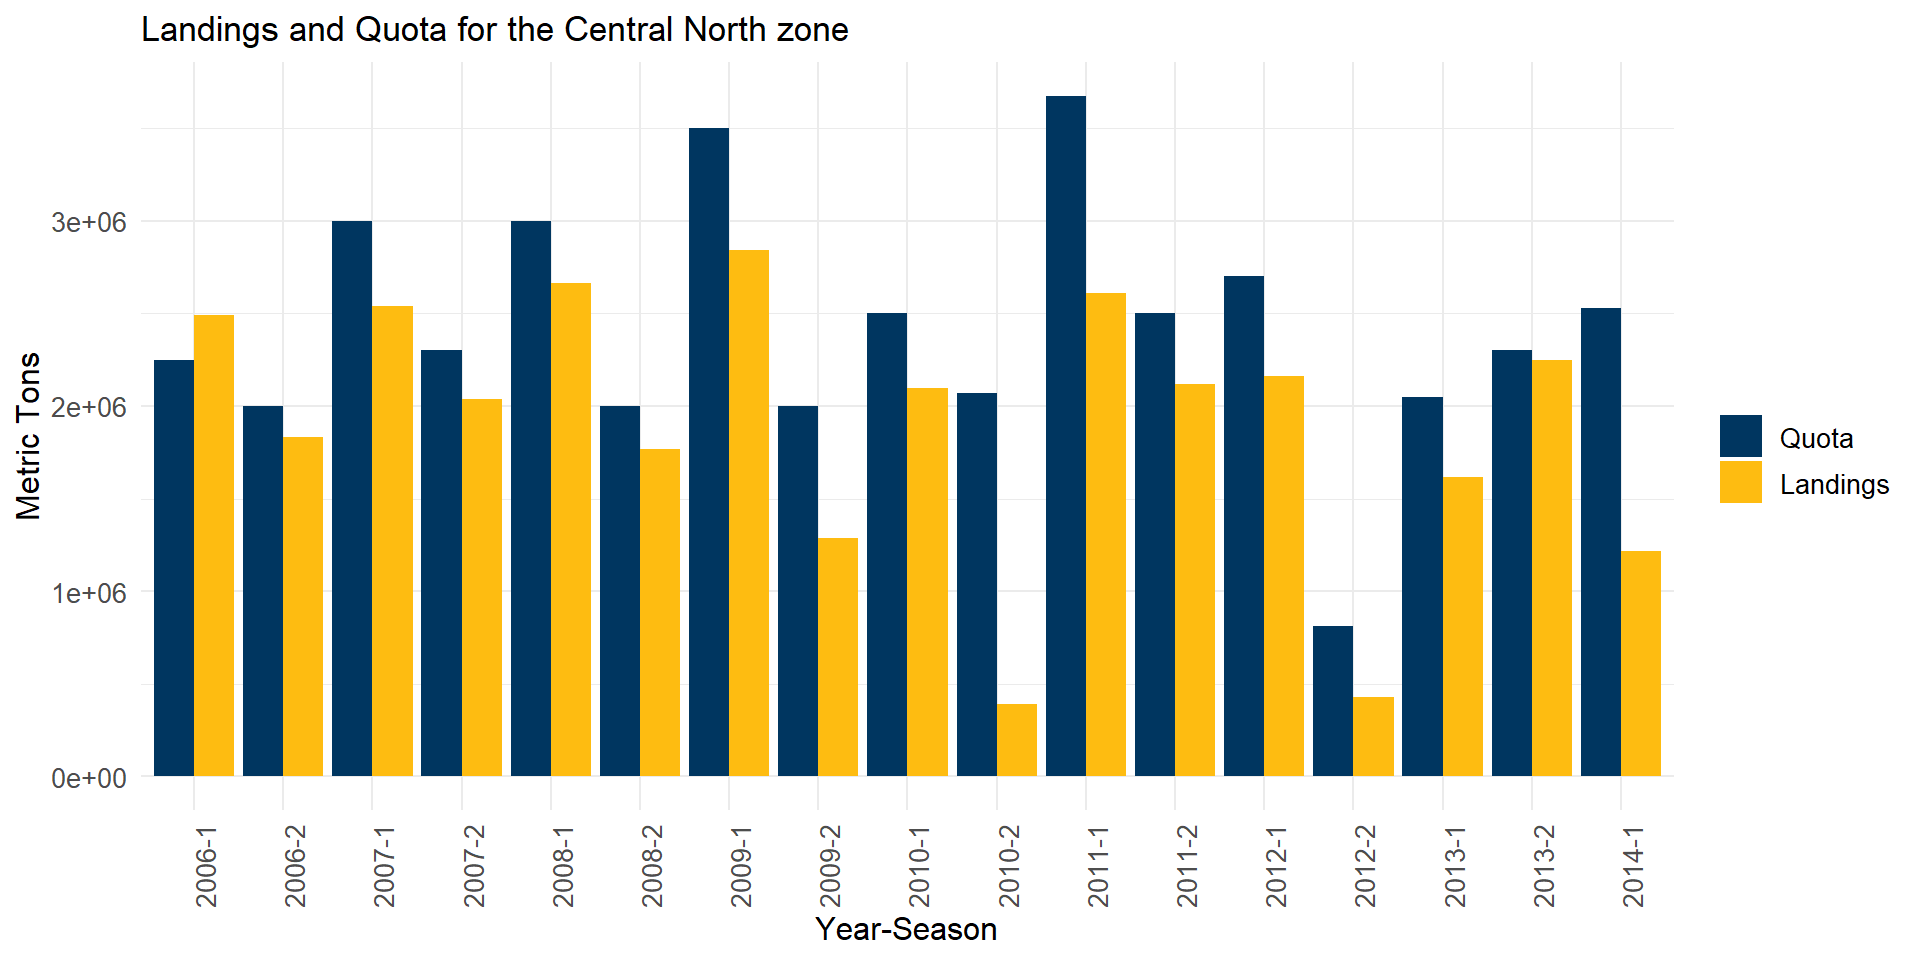 Landings and Quota for the Central North zone
Metric Tons
3e+06
2e+06
1e+06
0e+00
2006-1
2006-2
2007-1
2007-2
2008-1
2008-2
2009-1
2009-2
2010-1
2010-2
2011-1
2011-2
2012-1
2012-2
2013-1
2013-2
2014-1
Year-Season
Quota
Landings